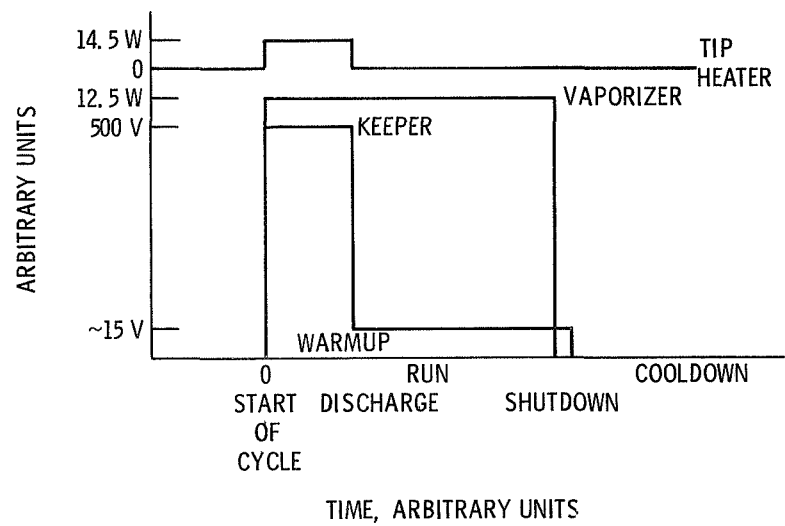 14.5 W
0
12.5 W
500 V
~15 V
ARBITRARY UNITS
TIP
HEATER
VAPORIZER
KEEPER
WARMUP
0
START
OF
CYCLE
DISCHARGE
RUN
SHUTDOWN
COOLDOWN
TIME, ARBITRARY UNITS